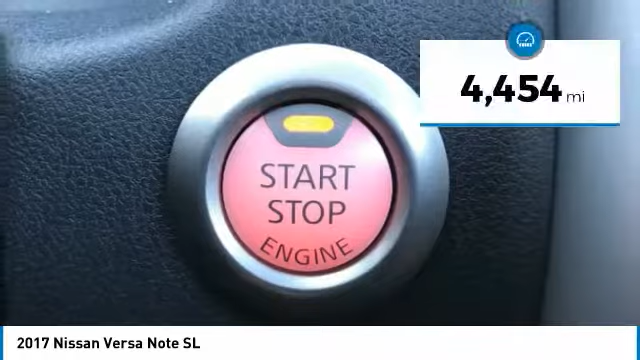 4,454 mi
START
STOP
ENGINE
2017 Nissan Versa Note SL